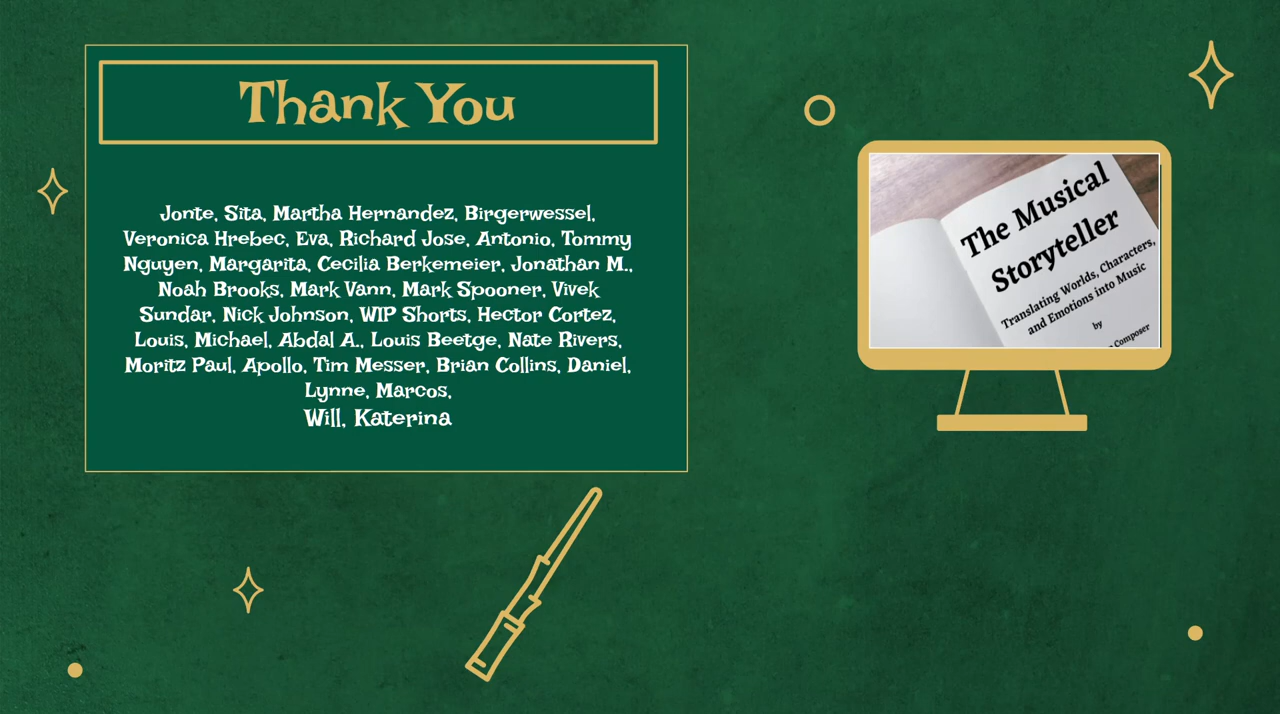 Thank You
Jonte, Sita, Martha Hernandez, Birgerwessel,
Veronica Hrebec, Eva, Richard Jose, Antonio, Tommy
Nguyen, Margarita, Cecilia Berkemeier, Jonathan M.,
Noah Brooks, Mark Vann, Mark Spooner, Vivek
Sundar, Nick Johnson, WIP Shorts, Hector Cortez,
Louis, Michael, Abdal A., Louis Beetge, Nate Rivers,
Moritz Paul, Apollo, Tim Messer, Brian Collins, Daniel,
Lynne, Marcos,
Will, Katerina
The Musical
Storyteller
Translating Worlds, Characters,
and Emotions into Music
by
Composer